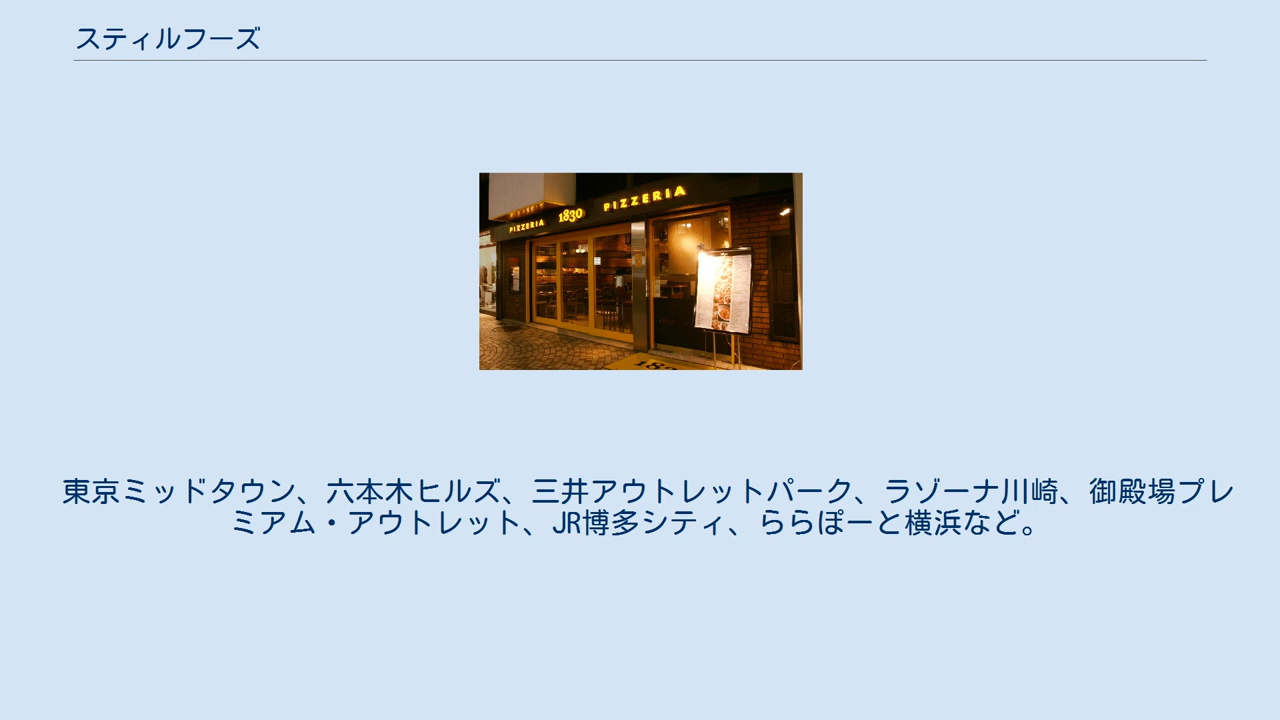 スティルフーズ
PIZZERIA 1830 PIZZERIA
東京ミッドタウン、六本木ヒルズ、三井アウトレットパーク、ラゾーナ川崎、御殿場プレ
ミアム・アウトレット、JR博多シティ、ららぽーと横浜など。